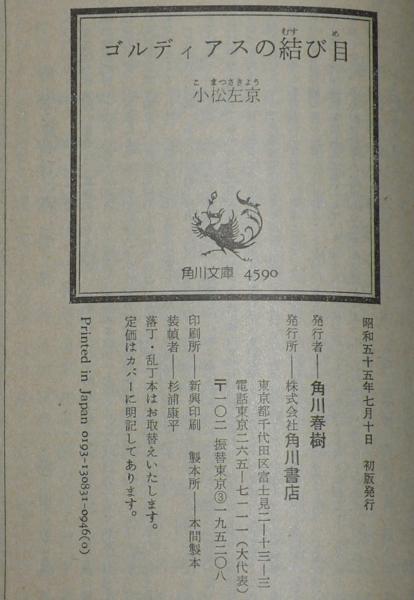 ゴルディアスの結び目
むす
め
小松左京
こまつさきょう
角川文庫 4590
昭和五十五年七月十日 初版発行
発行者——角川春樹
発行所——株式会社角川書店
東京都千代田区富士見二—十三—三
電話東京二六五—七一一一(大代表)
〒一〇二 振替東京③一九五二〇八
印刷所——新興印刷 製本所——本間製本
装幀者——杉浦康平
落丁・乱丁本はお取替えいたします。
定価はカバーに明記してあります。
Printed in Japan 0193-130831-0946(0)